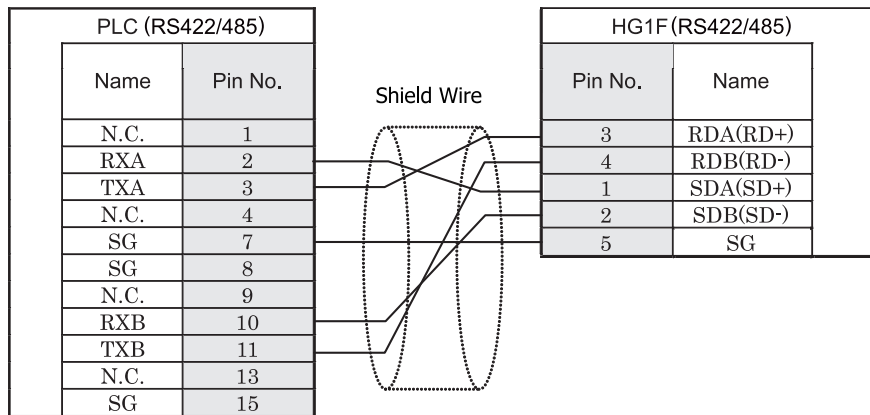 PLC (RS422/485)
Name Pin No.
N.C. 1
RXA 2
TXA 3
N.C. 4
SG 7
SG 8
N.C. 9
RXB 10
TXB 11
N.C. 13
SG 15
Shield Wire
HG1F(RS422/485)
Pin No. Name
3 RDA(RD+)
4 RDB(RD-)
1 SDA(SD+)
2 SDB(SD-)
5 SG